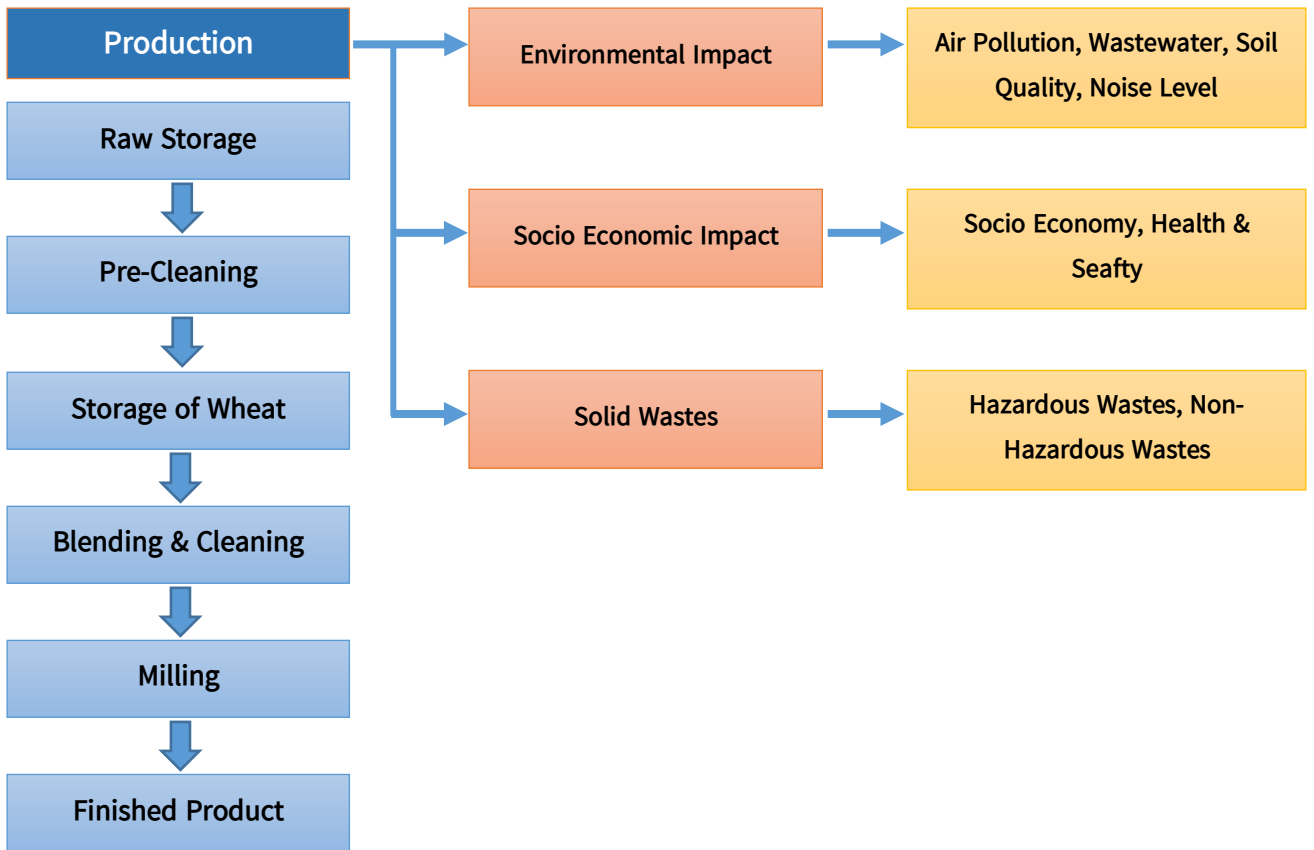 Production
Raw Storage
Pre-Cleaning
Storage of Wheat
Blending & Cleaning
Milling
Finished Product
Environmental Impact
Socio Economic Impact
Solid Wastes
Air Pollution, Wastewater, Soil
Quality, Noise Level
Socio Economy, Health &
Seafty
Hazardous Wastes, Non-
Hazardous Wastes